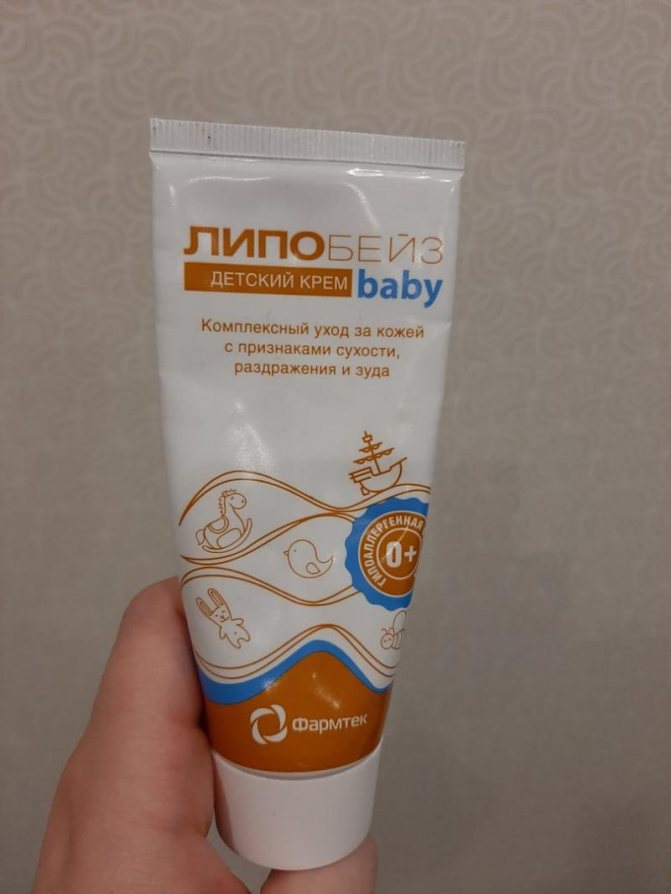 ЛИПОБЕЙЗ
ДЕТСКИЙ КРЕМ baby
Комплексный уход за кожей
с признаками сухости,
раздражения и зуда
ГИПОАЛЛЕРГЕННАЯ
0+
Фармтек